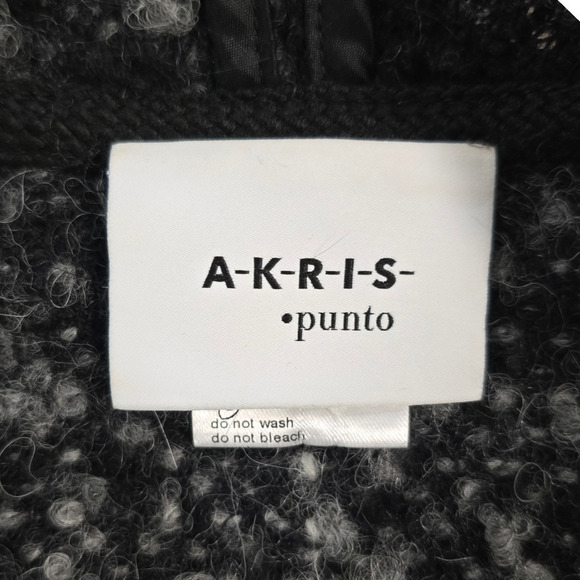 A-K-R-I-S-
•punto
do not wash
do not bleach